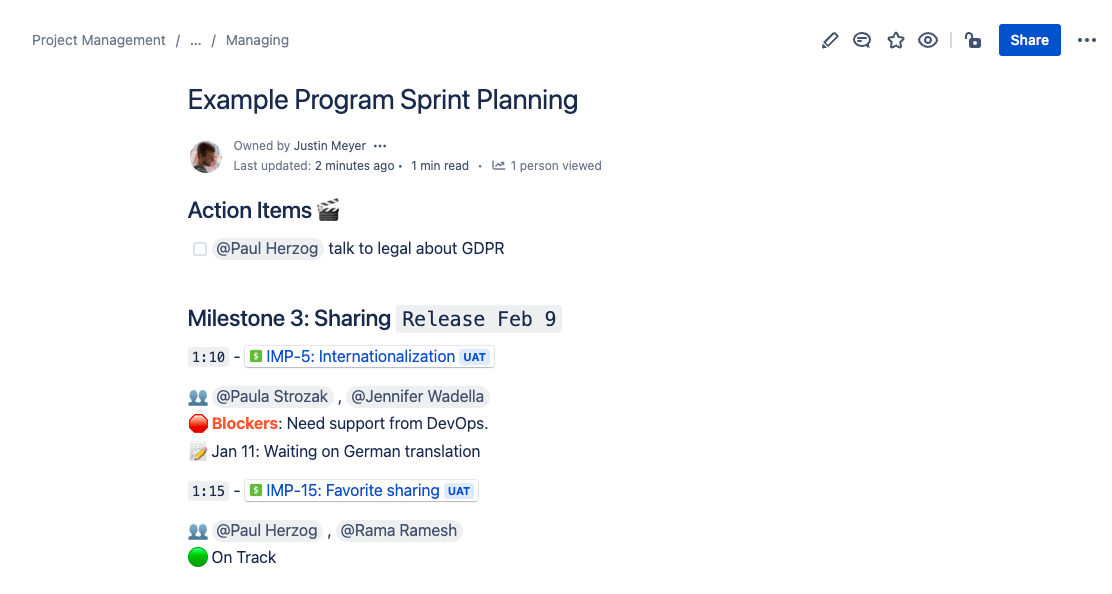 Project Management / ... / Managing
Share
Example Program Sprint Planning
Owned by Justin Meyer
Last updated: 2 minutes ago • 1 min read • 1 person viewed
Action Items 🎬
@Paul Herzog talk to legal about GDPR
Milestone 3: Sharing Release Feb 9
1:10 - IMP-5: Internationalization UAT
@Paula Strozak , @Jennifer Wadella
Blockers: Need support from DevOps.
Jan 11: Waiting on German translation
1:15 - IMP-15: Favorite sharing UAT
@Paul Herzog , @Rama Ramesh
On Track